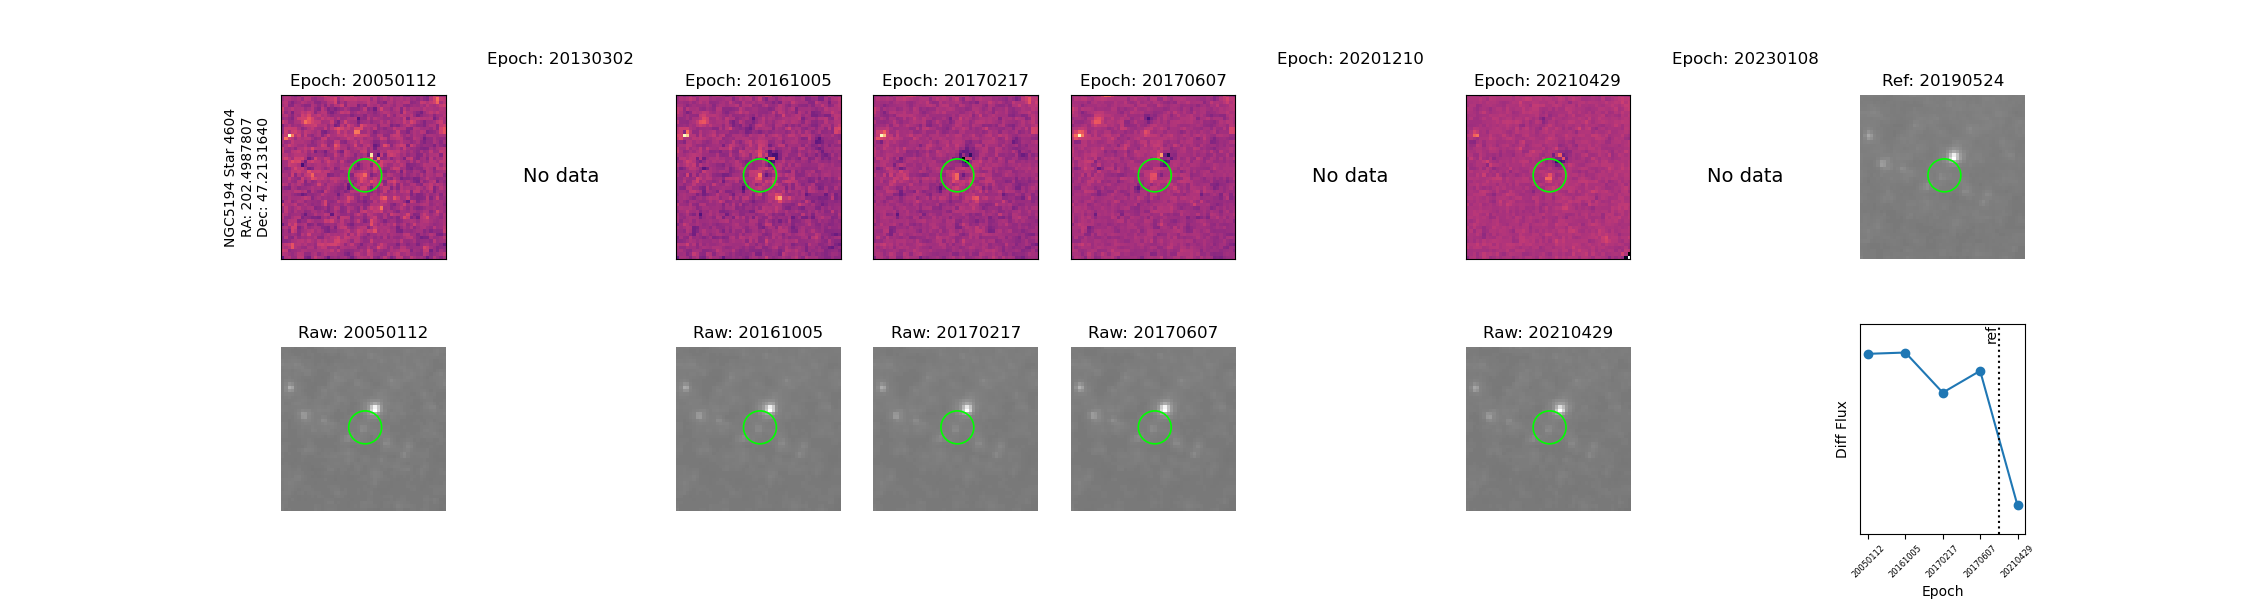 Epoch: 20130302
Epoch: 20201210
Epoch: 20230108
Epoch: 20050112
Epoch: 20161005
Epoch: 20170217
Epoch: 20170607
Epoch: 20210429
Ref: 20190524
NGC5194 Star 4604
RA: 202.4987807
Dec: 47.2131640
No data
No data
No data
Raw: 20050112
Raw: 20161005
Raw: 20170217
Raw: 20170607
Raw: 20210429
ref
Diff Flux
20050112
20161005
20170217
20170607
20210429
Epoch